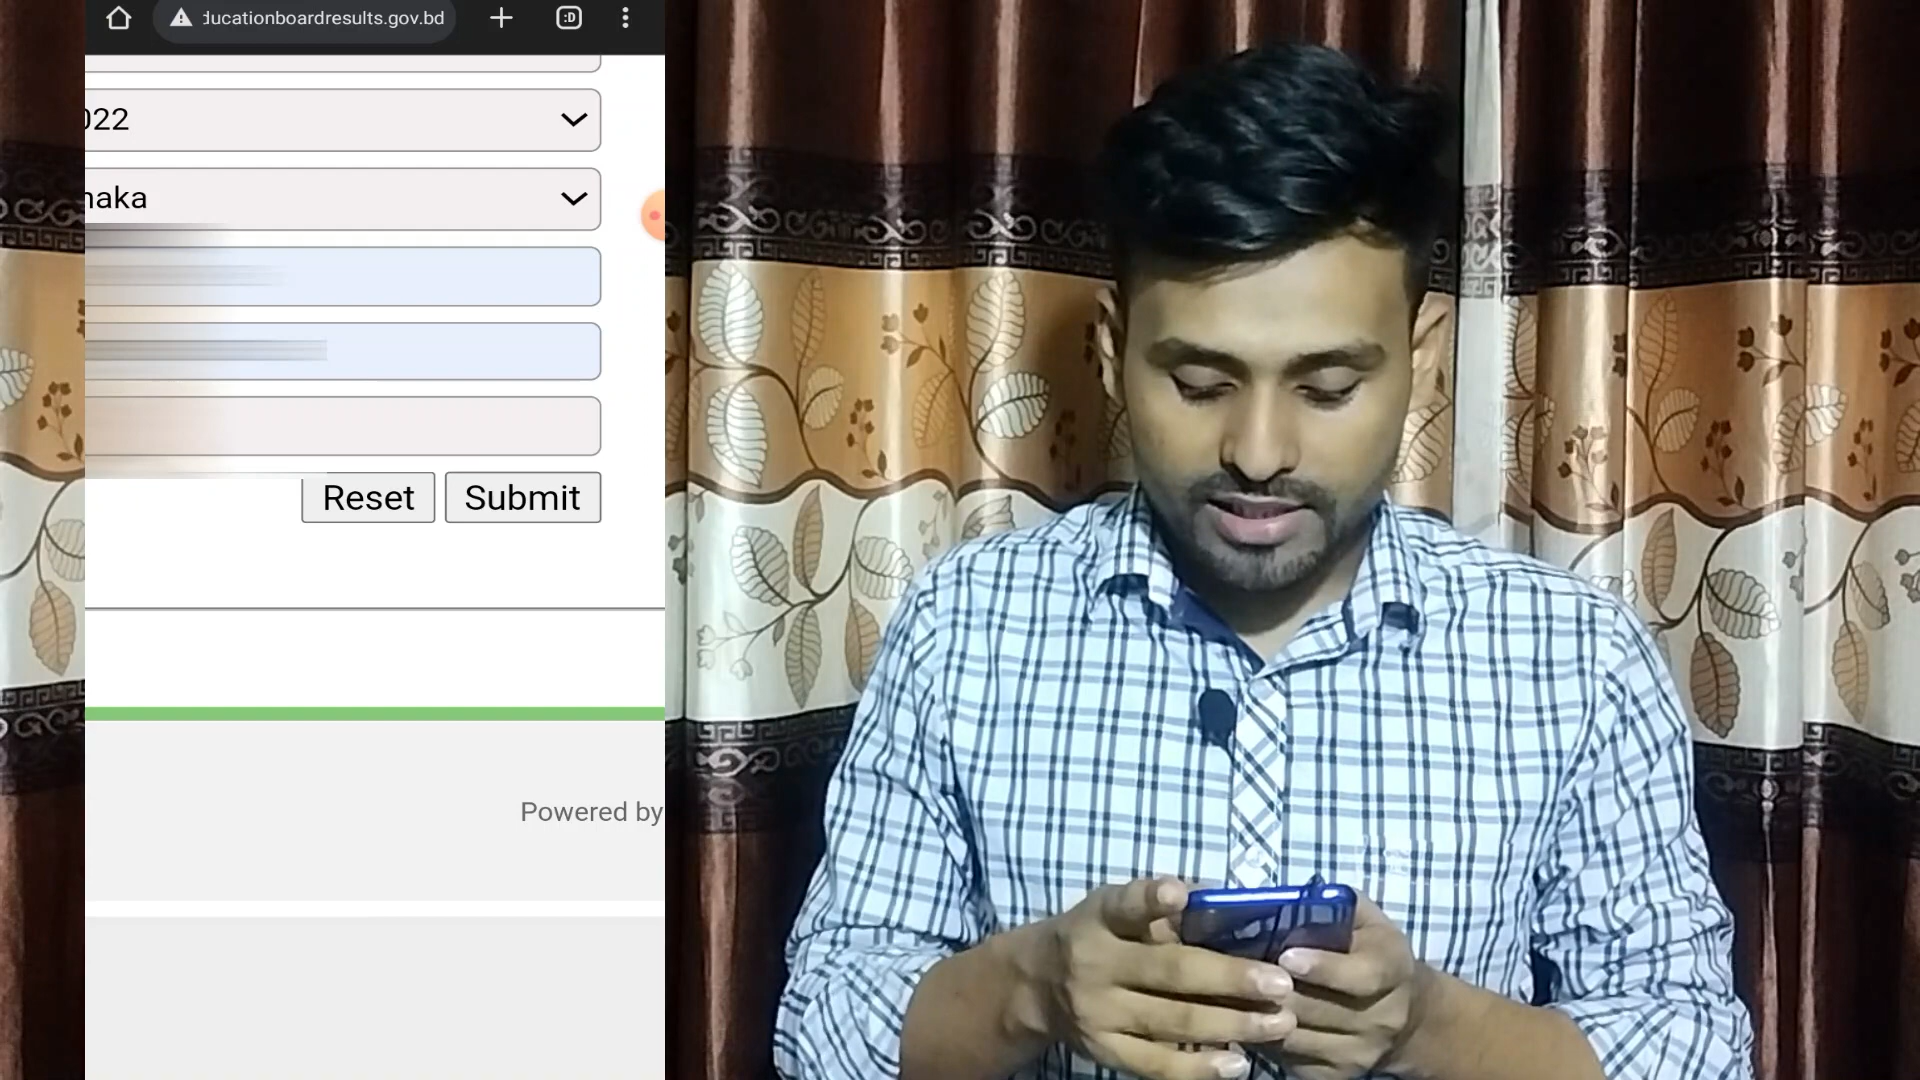 ducationboardresults.gov.bd
:D
022
haka
Reset Submit
Powered by